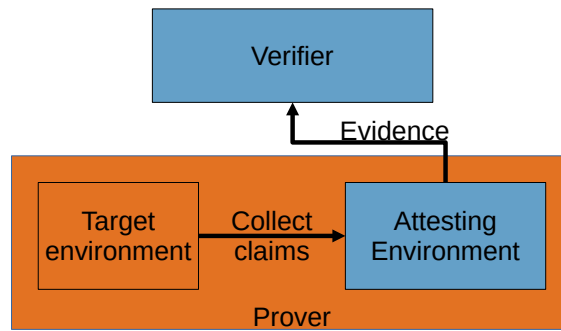 Verifier
Evidence
Target
environment
Collect
claims
Attesting
Environment
Prover